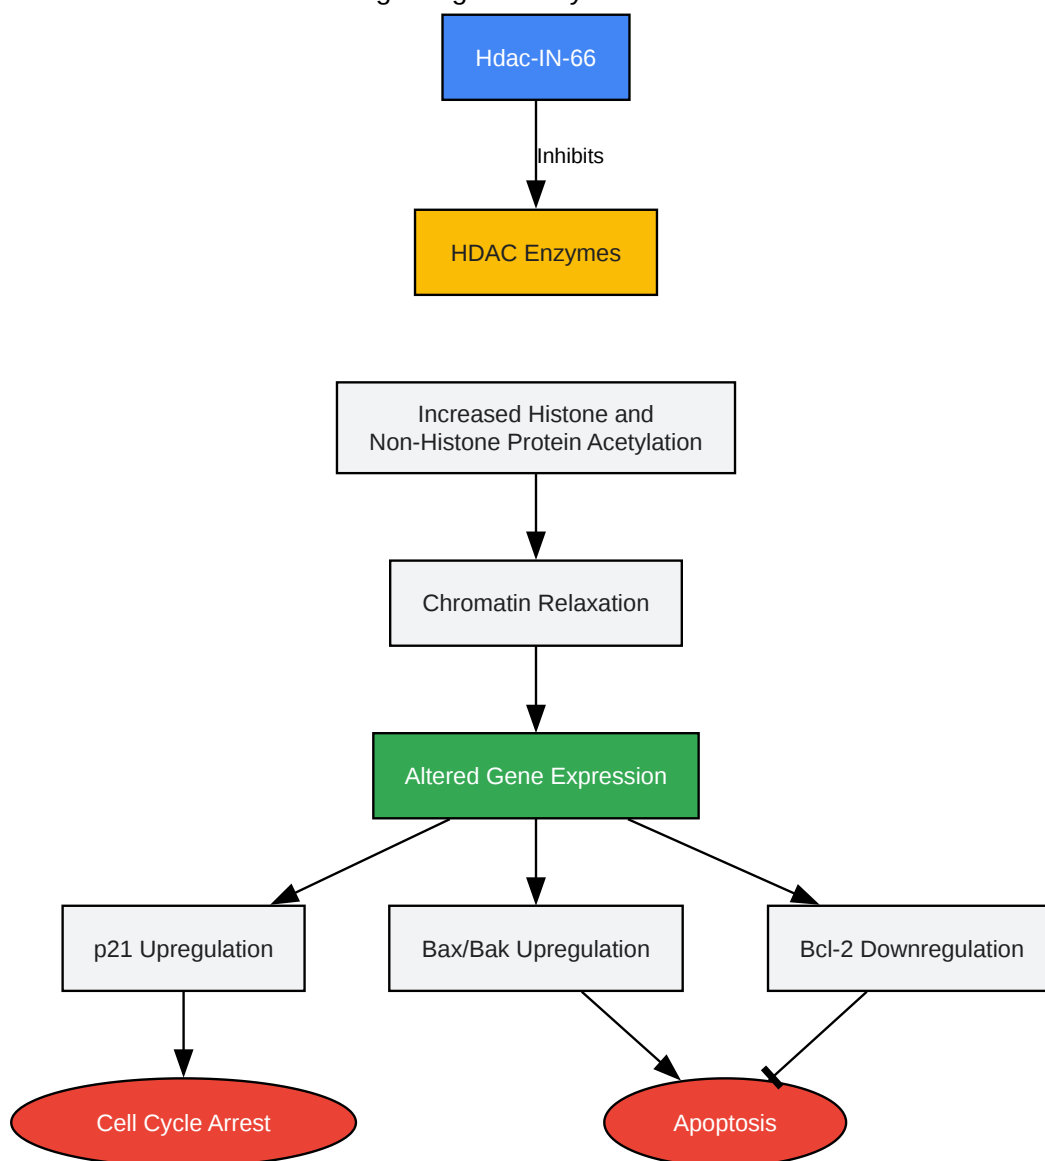 Hdac-IN-66
Inhibits
HDAC Enzymes
Increased Histone and
Non-Histone Protein Acetylation
Chromatin Relaxation
Altered Gene Expression
p21 Upregulation
Bax/Bak Upregulation
Bcl-2 Downregulation
Cell Cycle Arrest
Apoptosis